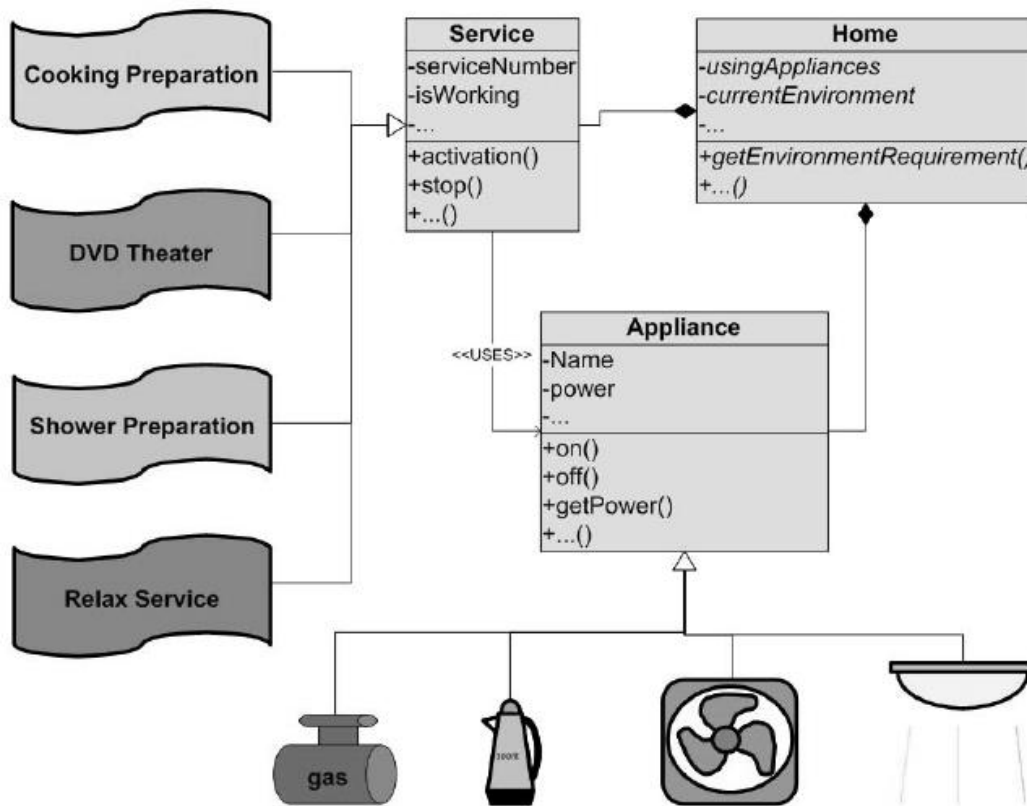 Cooking Preparation
DVD Theater
Shower Preparation
Relax Service
Service
-serviceNumber
-isWorking
-...
+activation()
+stop()
+...()
Home
-usingAppliances
-currentEnvironment
-...
+getEnvironmentRequirement()
+...()
<<USES>>
Appliance
-Name
-power
-...
+on()
+off()
+getPower()
+...()
gas